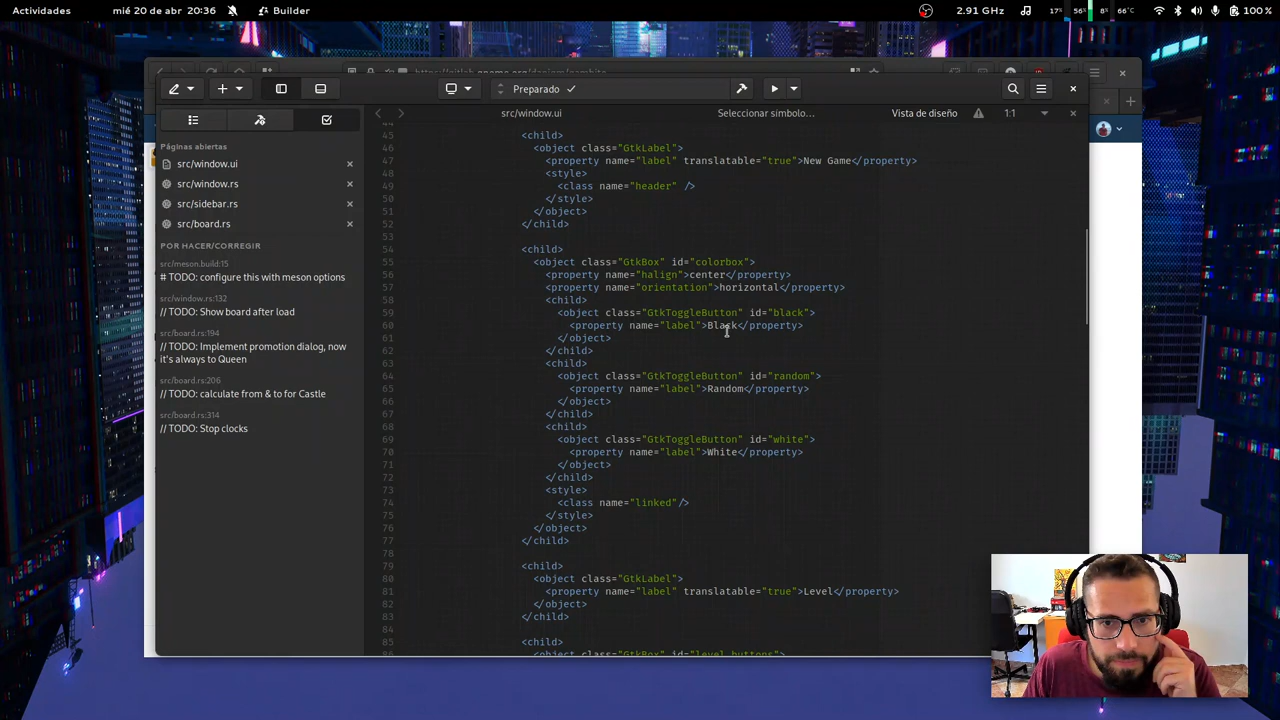 Actividades
mié 20 de abr 20:36
Builder
2.91 GHz
17%
56%
8%
66°C
100 %
Preparado
src/window.ui
Seleccionar símbolo…
Vista de diseño
1:1
Páginas abiertas
src/window.ui
src/window.rs
src/sidebar.rs
src/board.rs
POR HACER/CORREGIR
src/meson.build:15
# TODO: configure this with meson options
src/window.rs:132
// TODO: Show board after load
src/board.rs:194
// TODO: Implement promotion dialog, now
it's always to Queen
src/board.rs:206
// TODO: calculate from & to for Castle
src/board.rs:314
// TODO: Stop clocks
44
45 <child>
46 <object class="GtkLabel">
47 <property name="label" translatable="true">New Game</property>
48 <style>
49 <class name="header" />
50 </style>
51 </object>
52 </child>
53
54 <child>
55 <object class="GtkBox" id="colorbox">
56 <property name="halign">center</property>
57 <property name="orientation">horizontal</property>
58 <child>
59 <object class="GtkToggleButton" id="black">
60 <property name="label">Black</property>
61 </object>
62 </child>
63 <child>
64 <object class="GtkToggleButton" id="random">
65 <property name="label">Random</property>
66 </object>
67 </child>
68 <child>
69 <object class="GtkToggleButton" id="white">
70 <property name="label">White</property>
71 </object>
72 </child>
73 <style>
74 <class name="linked"/>
75 </style>
76 </object>
77 </child>
78
79 <child>
80 <object class="GtkLabel">
81 <property name="label" translatable="true">Level</property>
82 </object>
83 </child>
84
85 <child>
86 <object class="GtkBox" id="level_buttons">